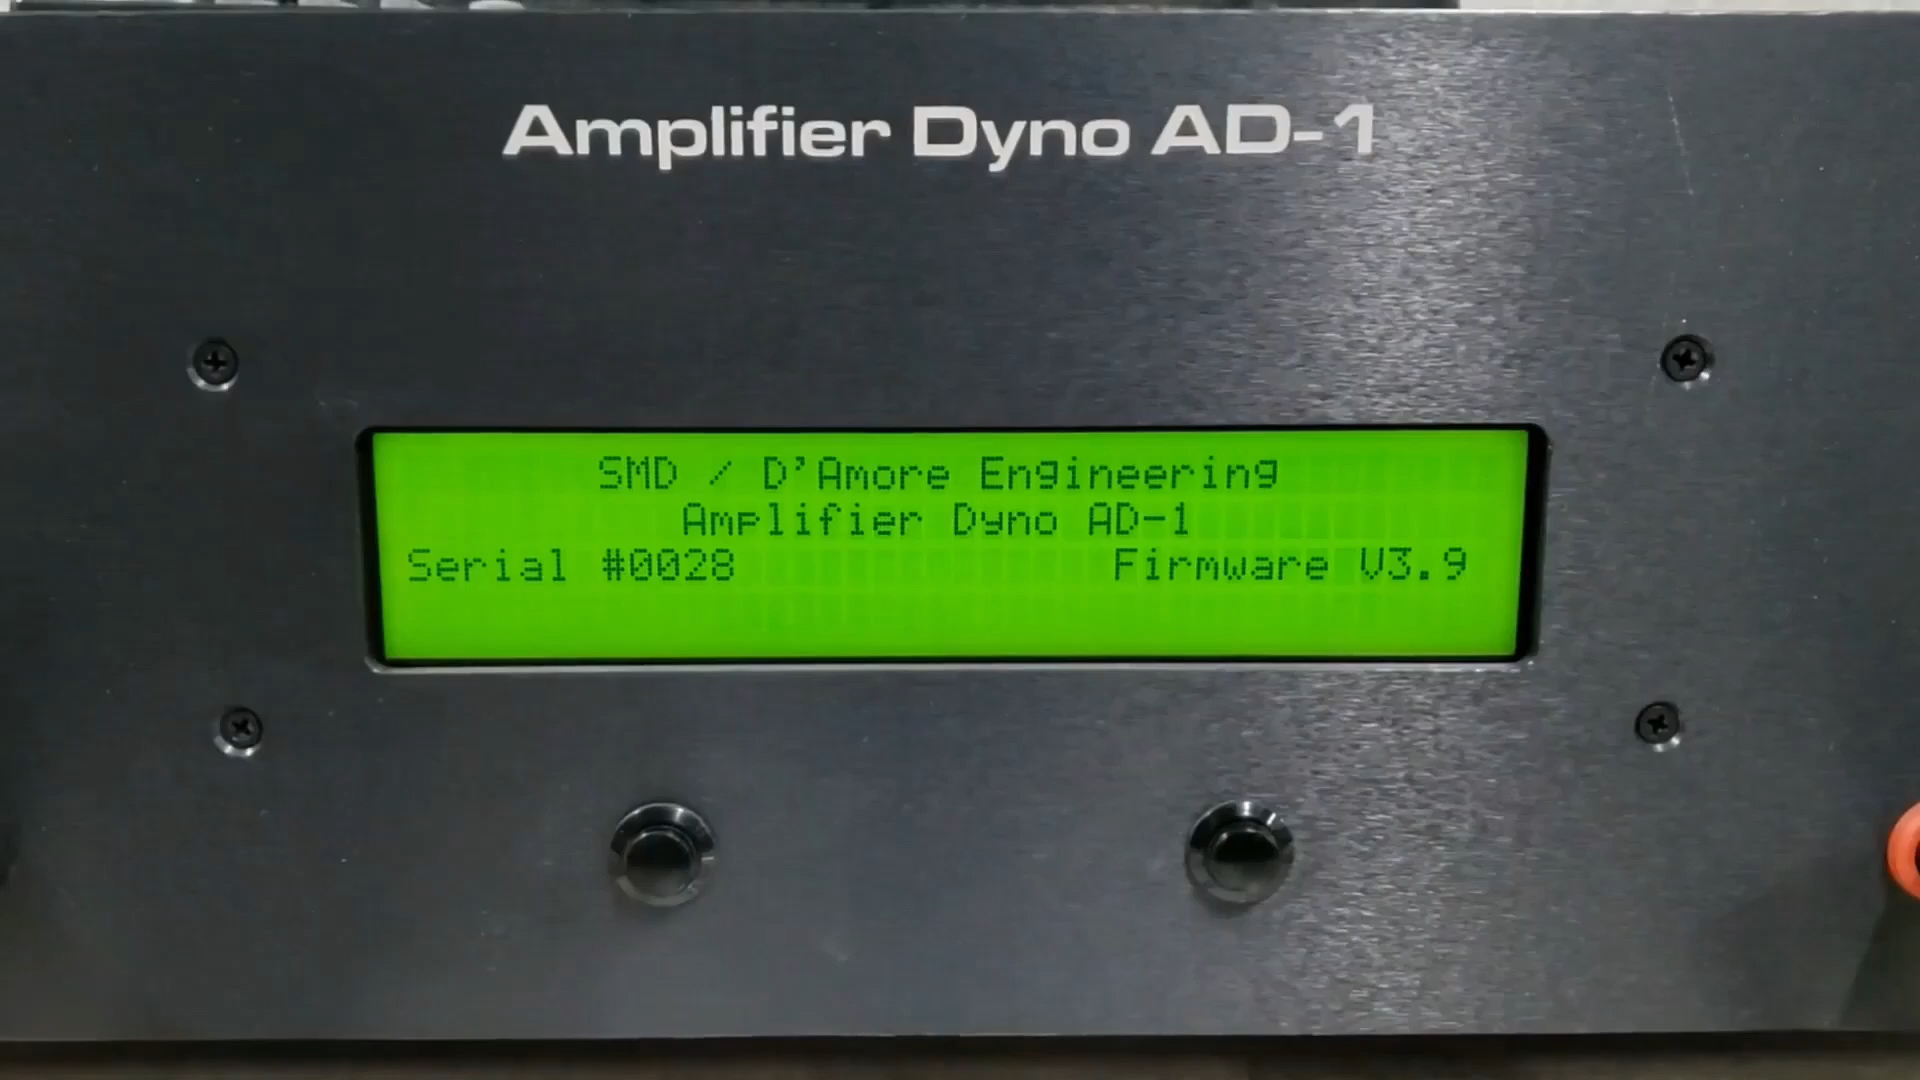 Amplifier Dyno AD-1
SMD / D'Amore Engineering
Amplifier Dyno AD-1
Serial #0028 Firmware V3.9